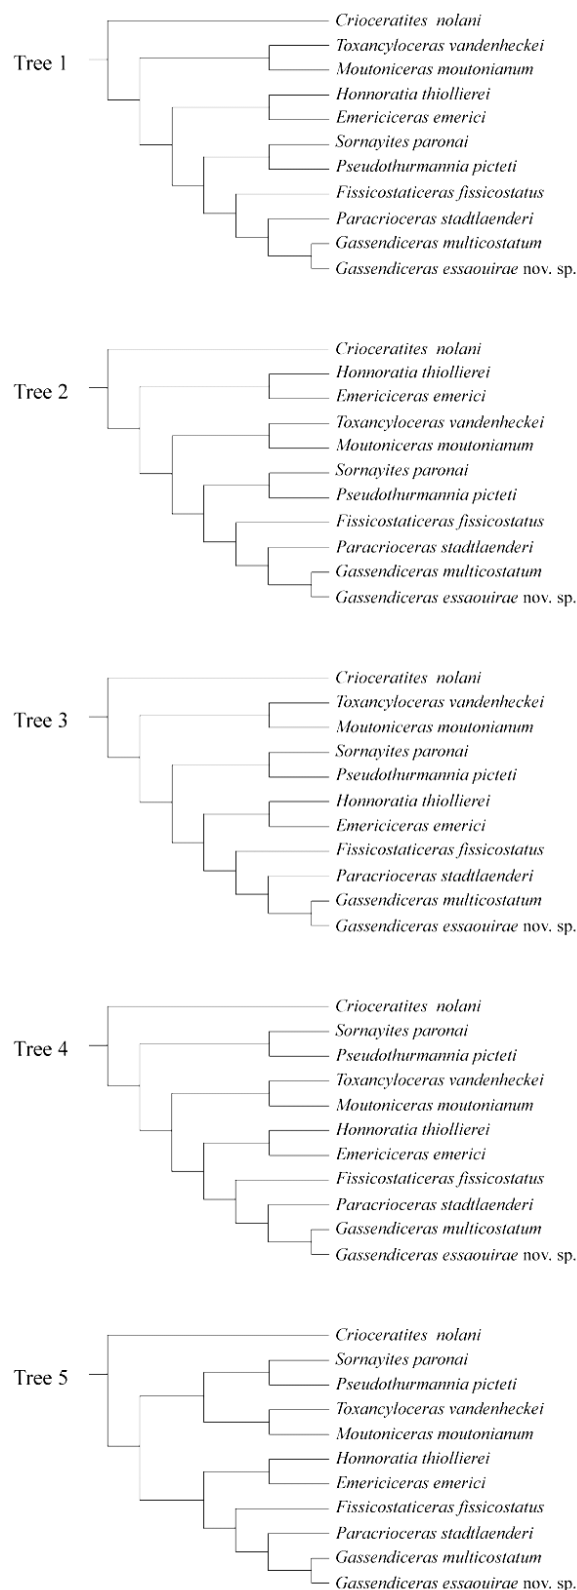 Crioceratites nolani
Toxancyloceras vandenheckei
Tree 1
Moutoniceras moutonianum
Honnoratia thiollierei
Emericiceras emerici
Sornayites paronai
Pseudothurmannia picteti
Fissicostaticeras fissicostatus
Paracrioceras stadtlaenderi
Gassendiceras multicostatum
Gassendiceras essaouirae nov. sp.
Crioceratites nolani
Honnoratia thiollierei
Tree 2
Emericiceras emerici
Toxancyloceras vandenheckei
Moutoniceras moutonianum
Sornayites paronai
Pseudothurmannia picteti
Fissicostaticeras fissicostatus
Paracrioceras stadtlaenderi
Gassendiceras multicostatum
Gassendiceras essaouirae nov. sp.
Crioceratites nolani
Toxancyloceras vandenheckei
Tree 3
Moutoniceras moutonianum
Sornayites paronai
Pseudothurmannia picteti
Honnoratia thiollierei
Emericiceras emerici
Fissicostaticeras fissicostatus
Paracrioceras stadtlaenderi
Gassendiceras multicostatum
Gassendiceras essaouirae nov. sp.
Crioceratites nolani
Sornayites paronai
Tree 4
Pseudothurmannia picteti
Toxancyloceras vandenheckei
Moutoniceras moutonianum
Honnoratia thiollierei
Emericiceras emerici
Fissicostaticeras fissicostatus
Paracrioceras stadtlaenderi
Gassendiceras multicostatum
Gassendiceras essaouirae nov. sp.
Crioceratites nolani
Sornayites paronai
Tree 5
Pseudothurmannia picteti
Toxancyloceras vandenheckei
Moutoniceras moutonianum
Honnoratia thiollierei
Emericiceras emerici
Fissicostaticeras fissicostatus
Paracrioceras stadtlaenderi
Gassendiceras multicostatum
Gassendiceras essaouirae nov. sp.